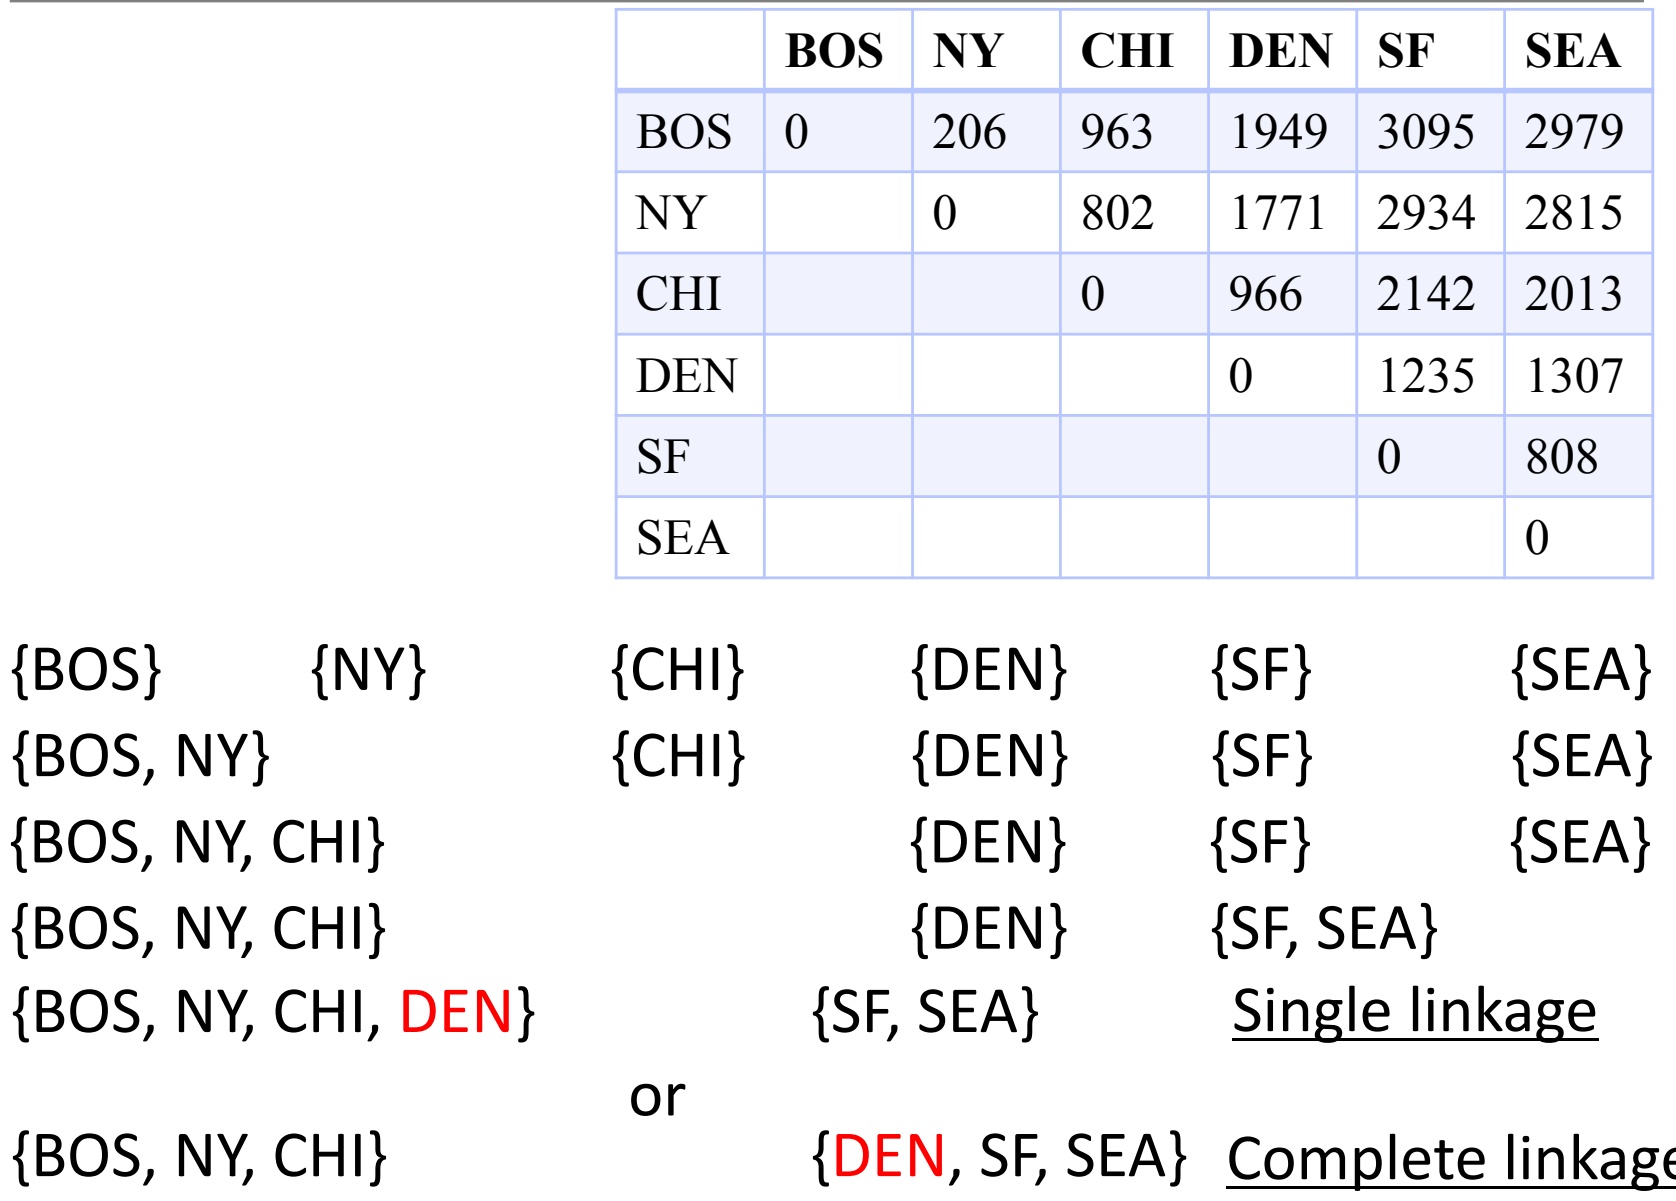 BOS NY CHI DEN SF SEA
BOS 0 206 963 1949 3095 2979
NY 0 802 1771 2934 2815
CHI 0 966 2142 2013
DEN 0 1235 1307
SF 0 808
SEA 0
{BOS} {NY} {CHI} {DEN} {SF} {SEA}
{BOS, NY} {CHI} {DEN} {SF} {SEA}
{BOS, NY, CHI} {DEN} {SF} {SEA}
{BOS, NY, CHI} {DEN} {SF, SEA}
{BOS, NY, CHI, DEN} {SF, SEA} Single linkage
or
{BOS, NY, CHI} {DEN, SF, SEA} Complete linkage